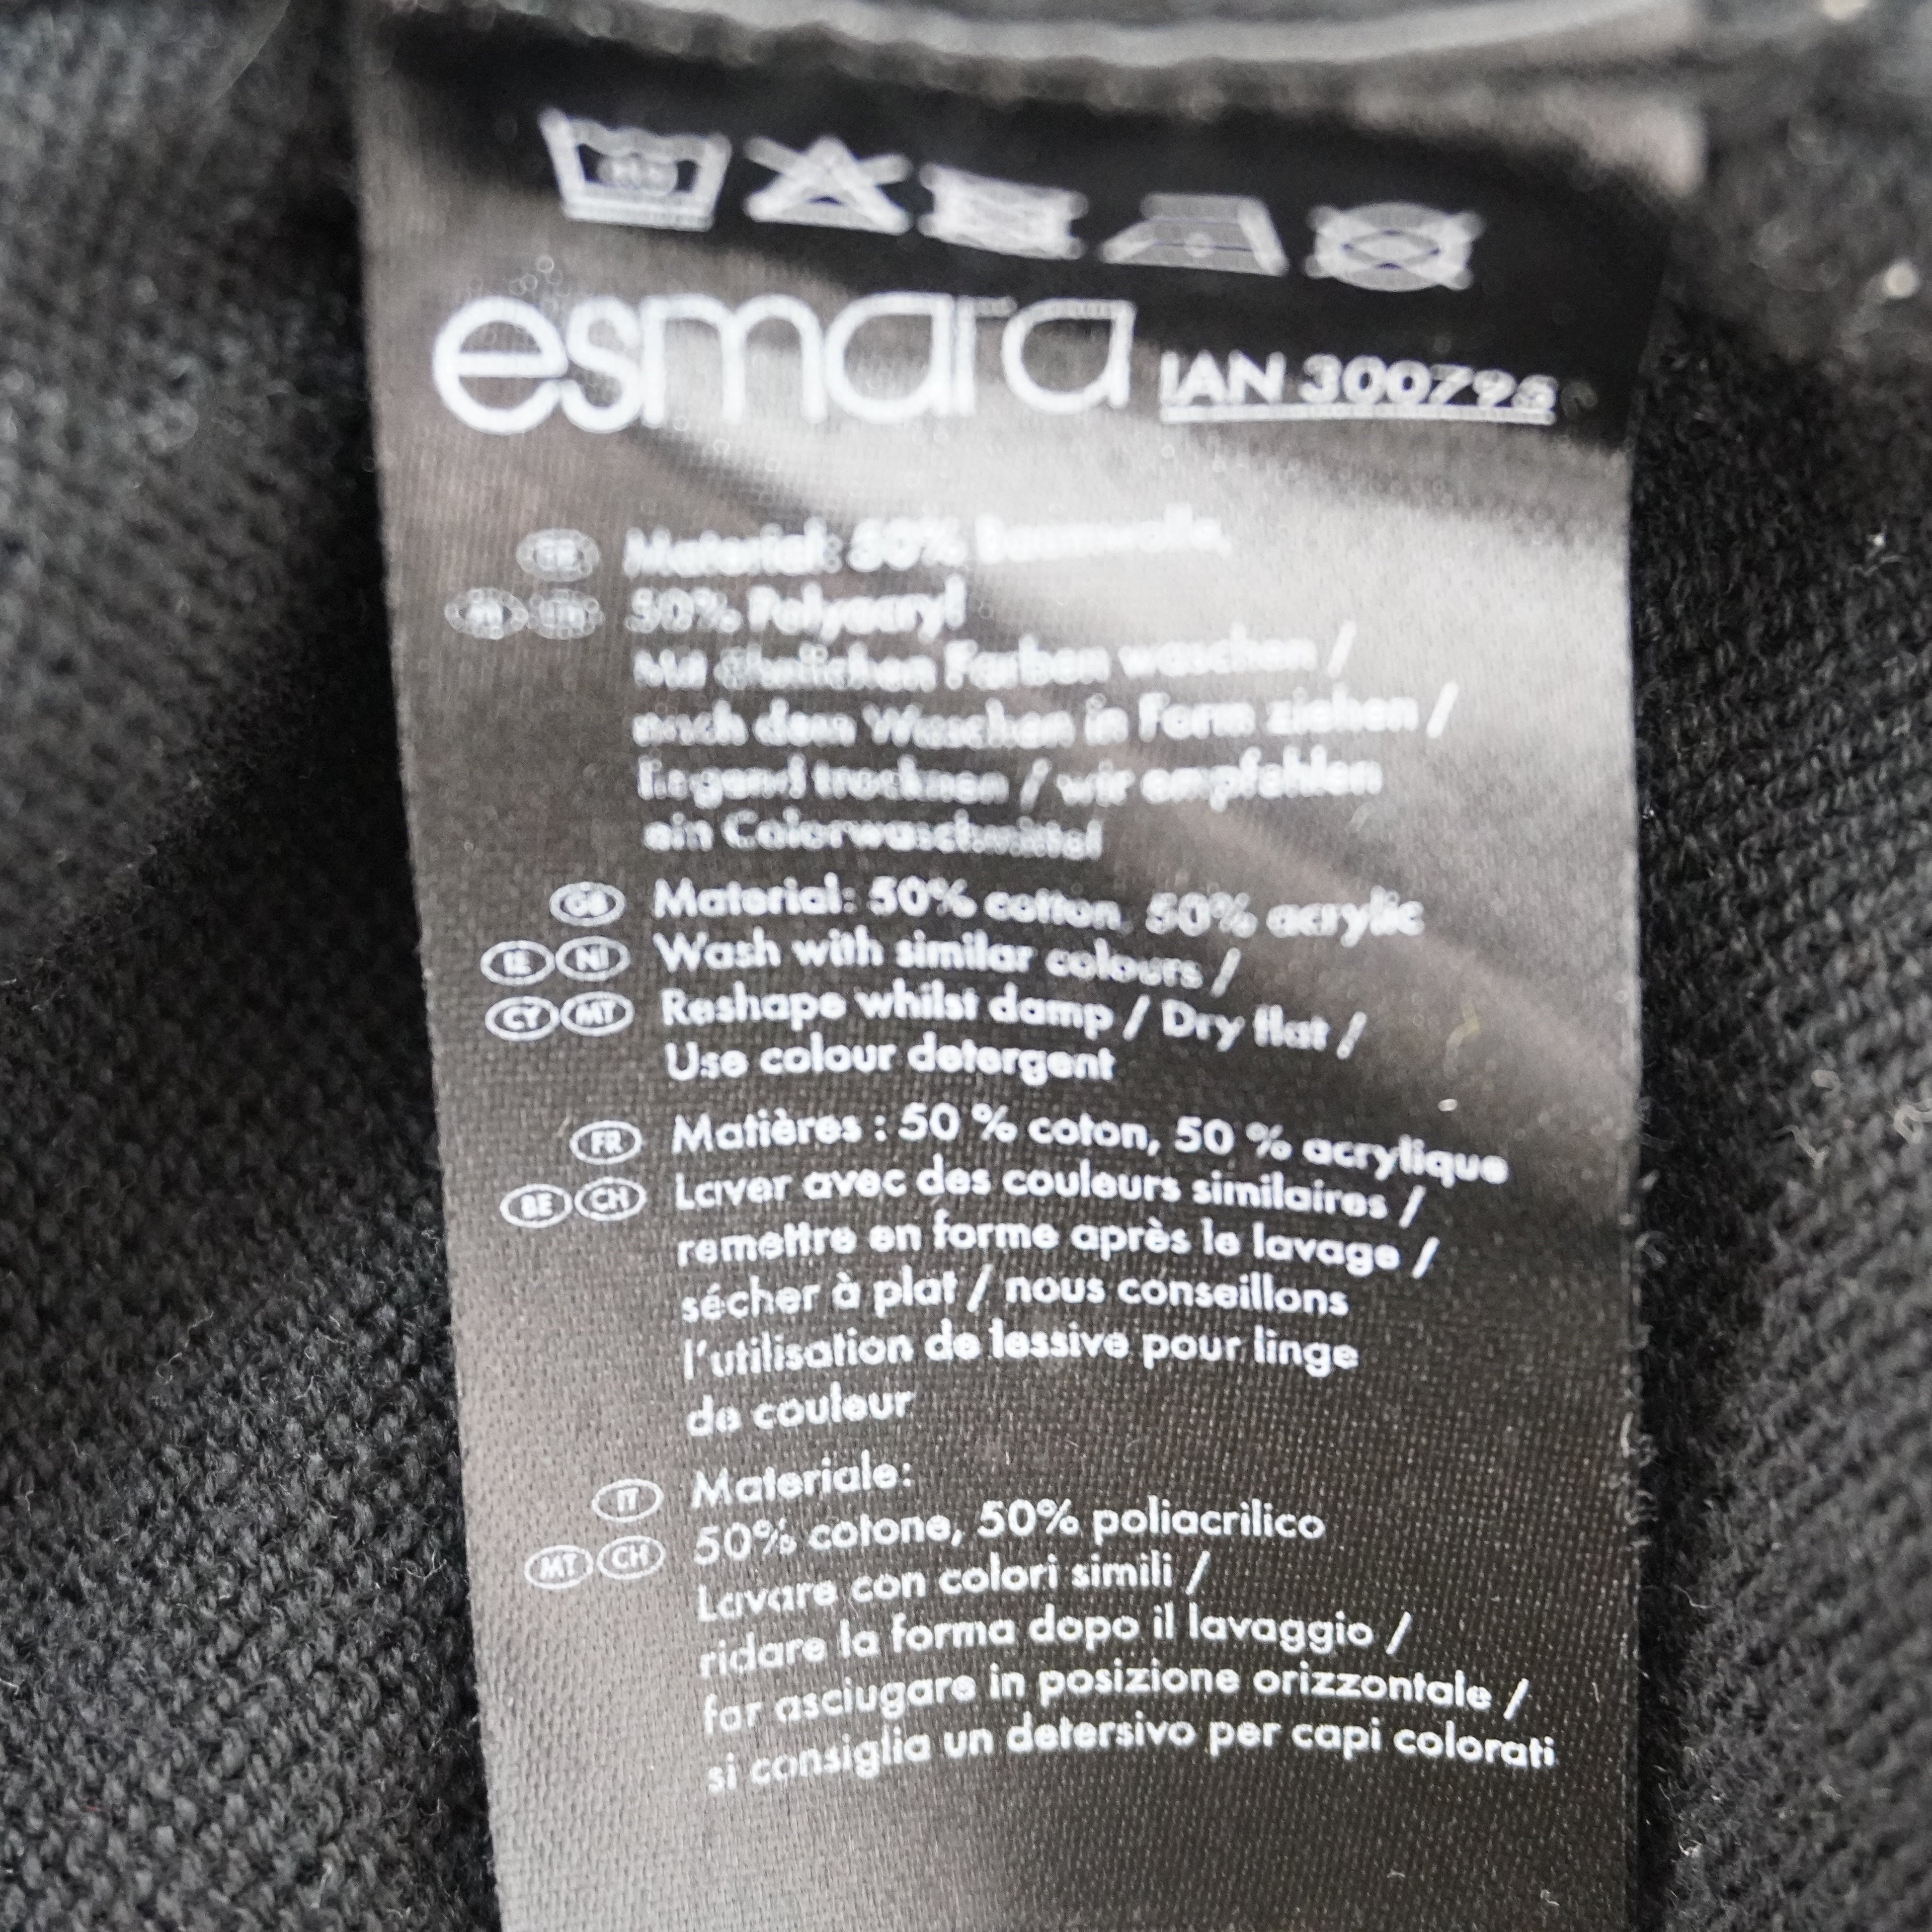 esmara IAN 300795
DE Material: 50% Baumwolle,
AT CH 50% Polyacryl
Mit ähnlichen Farben waschen /
nach dem Waschen in Form ziehen /
liegend trocknen / wir empfehlen
ein Colorwaschmittel
GB Material: 50% cotton, 50% acrylic
IE NI Wash with similar colours /
CY MT Reshape whilst damp / Dry flat /
Use colour detergent
FR Matières : 50 % coton, 50 % acrylique
BE CH Laver avec des couleurs similaires /
remettre en forme après le lavage /
sécher à plat / nous conseillons
l'utilisation de lessive pour linge
de couleur
IT Materiale:
MT CH 50% cotone, 50% poliacrilico
Lavare con colori simili /
ridare la forma dopo il lavaggio /
far asciugare in posizione orizzontale /
si consiglia un detersivo per capi colorati